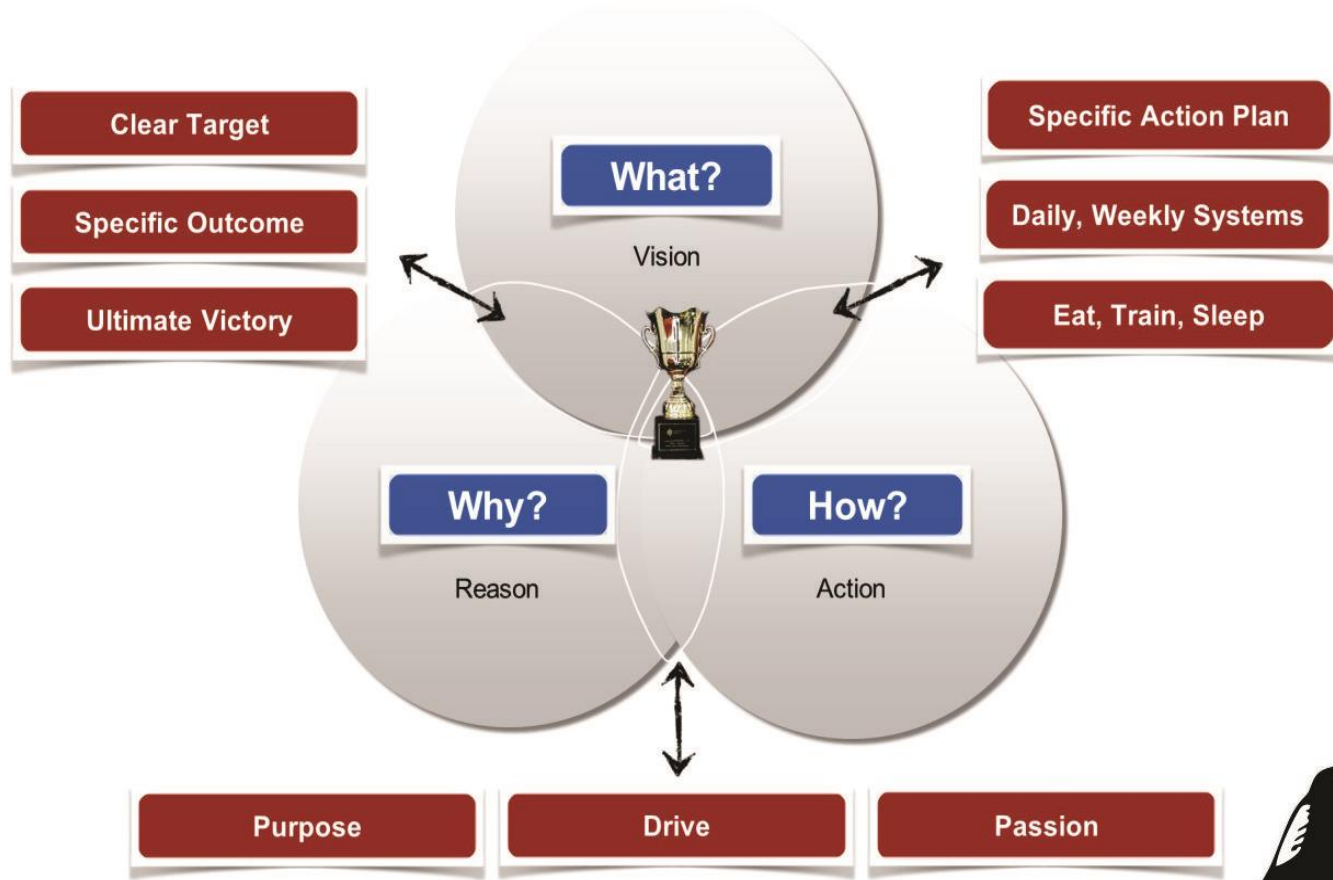 Clear Target
Specific Outcome
Ultimate Victory
What?
Vision
Specific Action Plan
Daily, Weekly Systems
Eat, Train, Sleep
Why?
Reason
How?
Action
Purpose
Drive
Passion